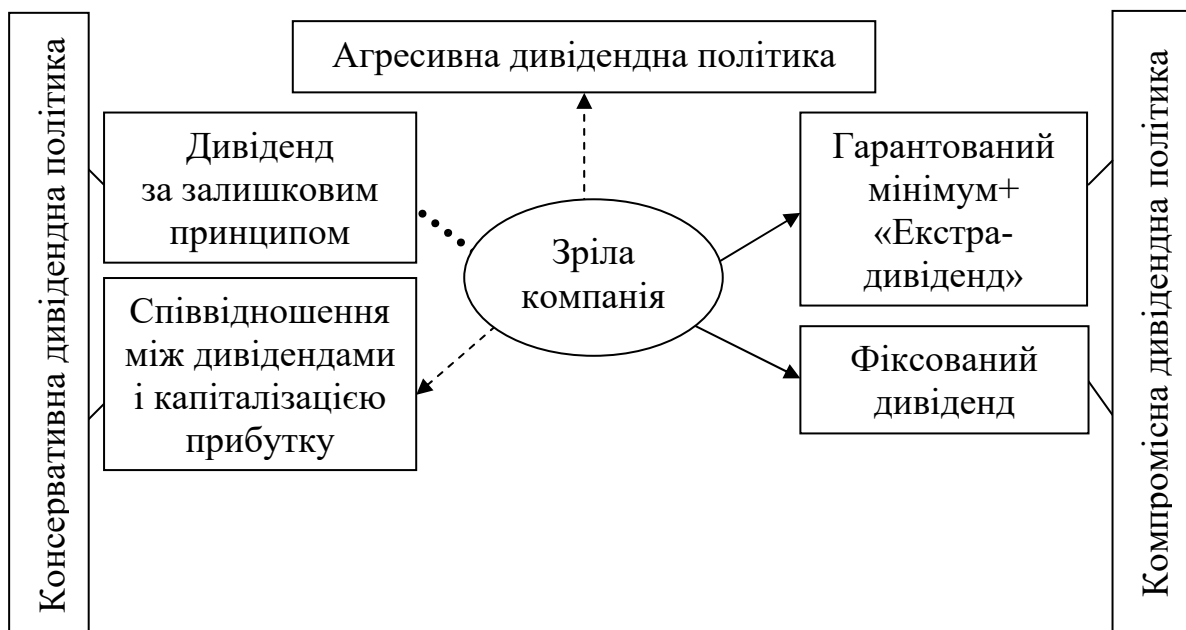 Консервативна дивідендна політика
Агресивна дивідендна політика
Дивіденд
за залишковим
принципом
Співвідношення
між дивідендами
і капіталізацією
прибутку
Зріла
компанія
Гарантований
мінімум+
«Екстра-
дивіденд»
Фіксований
дивіденд
Компромісна дивідендна політика